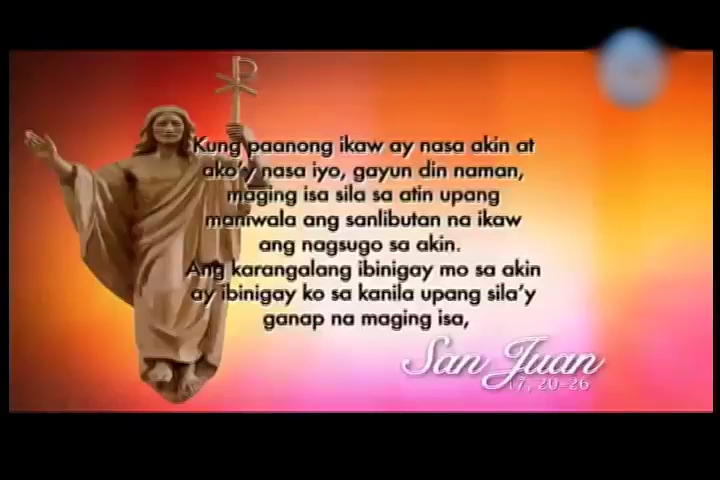 Kung paanong ikaw ay nasa akin at
ako'y nasa iyo, gayun din naman,
maging isa sila sa atin upang
maniwala ang sanlibutan na ikaw
ang nagsugo sa akin.
Ang karangalang ibinigay mo sa akin
ay ibinigay ko sa kanila upang sila'y
ganap na maging isa,
San Juan
17, 20-26